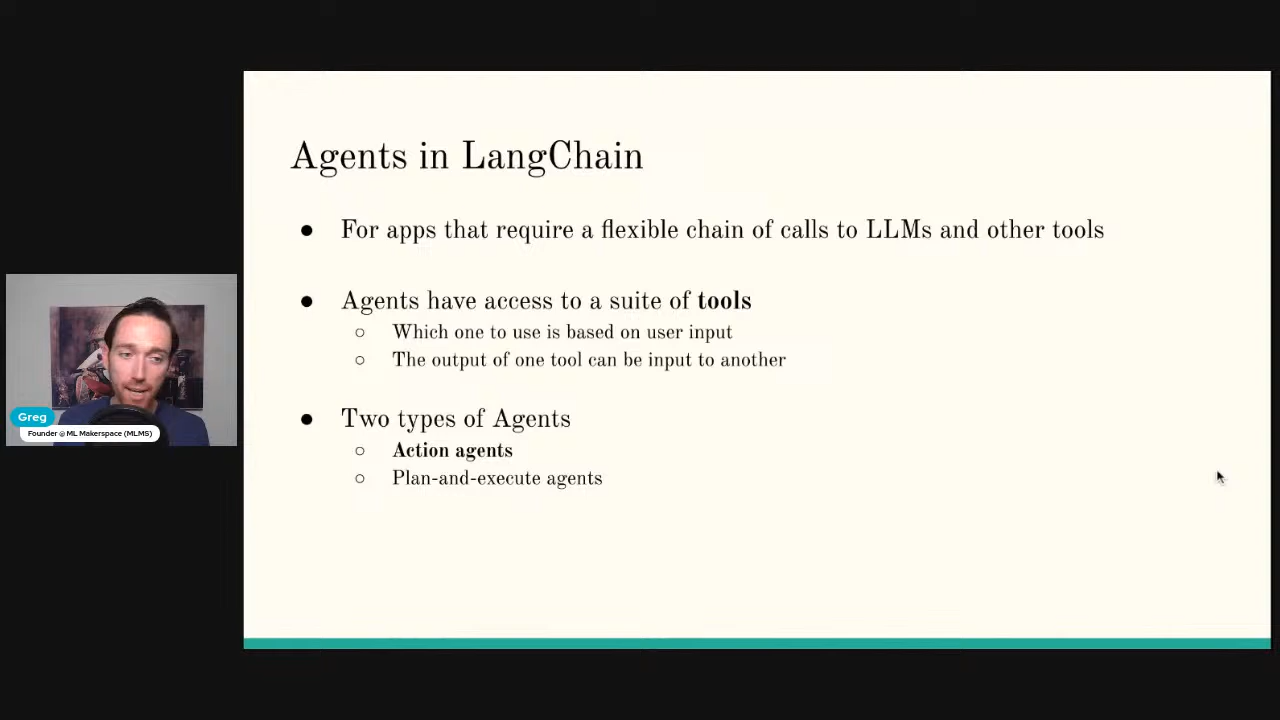 Agents in LangChain
● For apps that require a flexible chain of calls to LLMs and other tools
● Agents have access to a suite of tools
○ Which one to use is based on user input
○ The output of one tool can be input to another
● Two types of Agents
○ Action agents
○ Plan-and-execute agents
Greg
Founder @ ML Makerspace (MLMS)